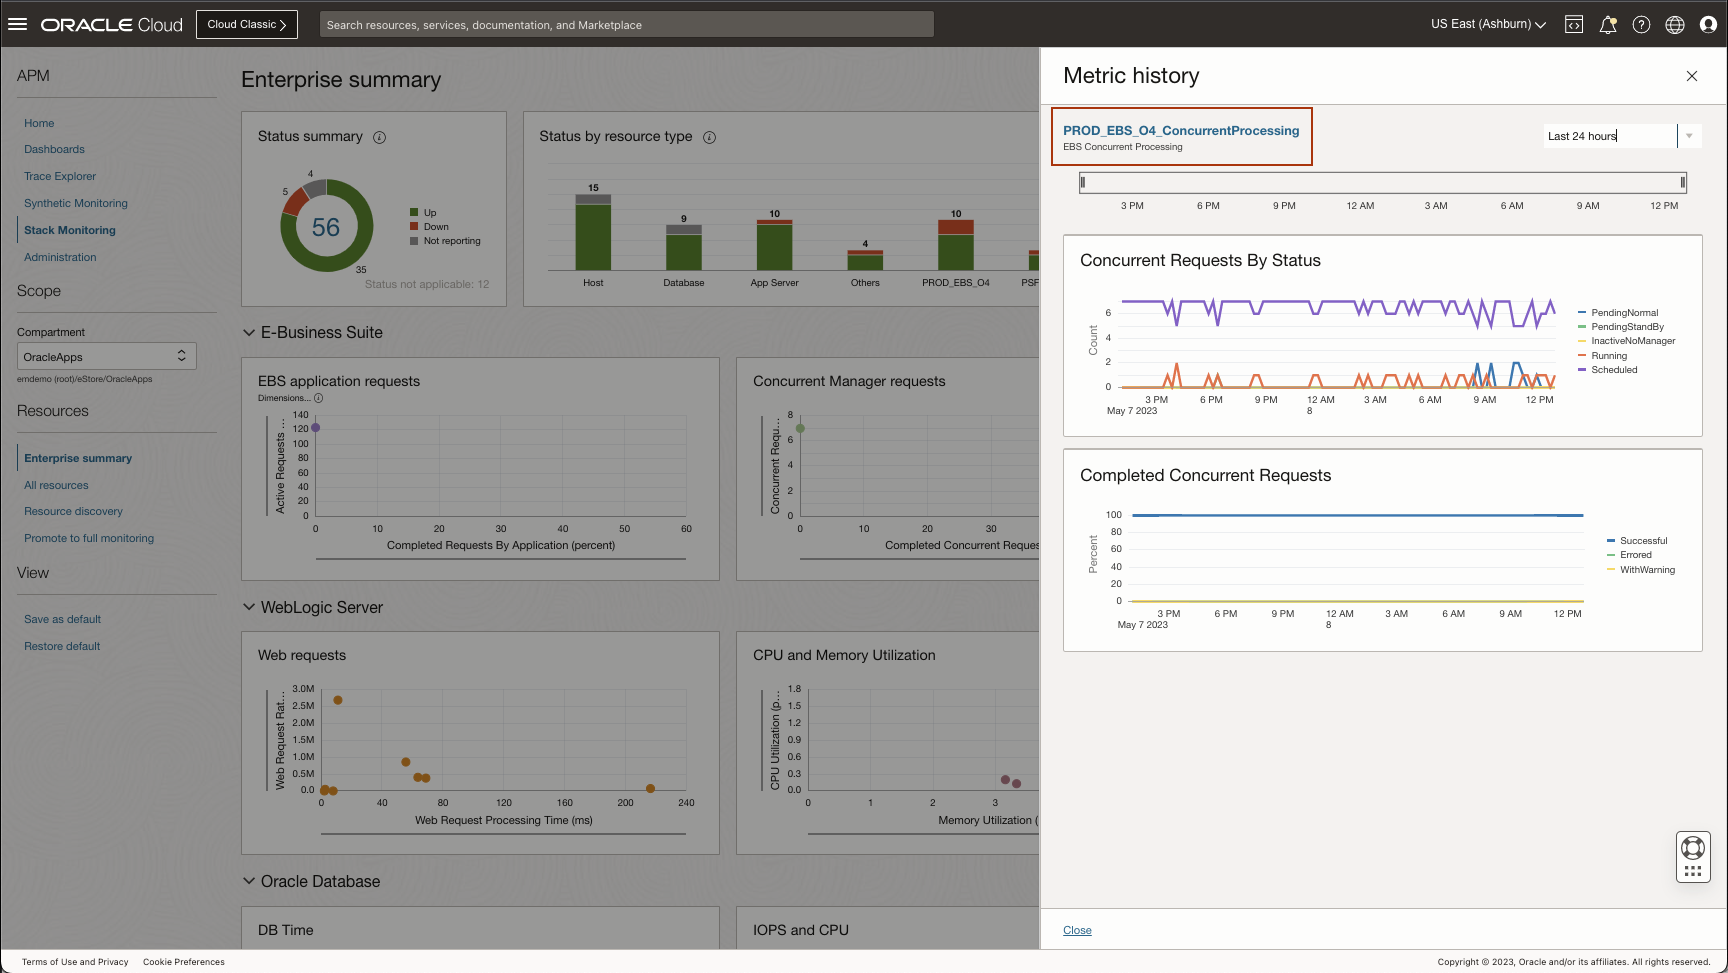 ORACLE Cloud
Cloud Classic
Search resources, services, documentation, and Marketplace
US East (Ashburn)
APM
Home
Dashboards
Trace Explorer
Synthetic Monitoring
Stack Monitoring
Administration
Scope
Compartment
OracleApps
emdemo (root)/eStore/OracleApps
Resources
Enterprise summary
All resources
Resource discovery
Promote to full monitoring
View
Save as default
Restore default
Enterprise summary
Status summary
4
5
56
35
Up
Down
Not reporting
Status not applicable: 12
Status by resource type
15
9
10
4
10
Host
Database
App Server
Others
PROD_EBS_O4
PSF
E-Business Suite
EBS application requests
Dimensions...
Active Requests ...
140
120
100
80
60
40
20
0
0 10 20 30 40 50 60
Completed Requests By Application (percent)
Concurrent Manager requests
Concurrent Requ...
8
6
4
2
0
0 10 20 30
Completed Concurrent Reques
WebLogic Server
Web requests
Web Request Rat...
3.0M
2.5M
2.0M
1.5M
1.0M
0.5M
0.0
0 40 80 120 160 200 240
Web Request Processing Time (ms)
CPU and Memory Utilization
CPU Utilization (p...
1.8
1.5
1.2
0.9
0.6
0.3
0.0
0 1 2 3
Memory Utilization (
Oracle Database
DB Time
IOPS and CPU
Metric history
PROD_EBS_O4_ConcurrentProcessing
EBS Concurrent Processing
Last 24 hours
3 PM 6 PM 9 PM 12 AM 3 AM 6 AM 9 AM 12 PM
Concurrent Requests By Status
Count
6
4
2
0
3 PM 6 PM 9 PM 12 AM 3 AM 6 AM 9 AM 12 PM
May 7 2023 8
PendingNormal
PendingStandBy
InactiveNoManager
Running
Scheduled
Completed Concurrent Requests
Percent
100
80
60
40
20
0
3 PM 6 PM 9 PM 12 AM 3 AM 6 AM 9 AM 12 PM
May 7 2023 8
Successful
Errored
WithWarning
Close
Terms of Use and Privacy
Cookie Preferences
Copyright © 2023, Oracle and/or its affiliates. All rights reserved.